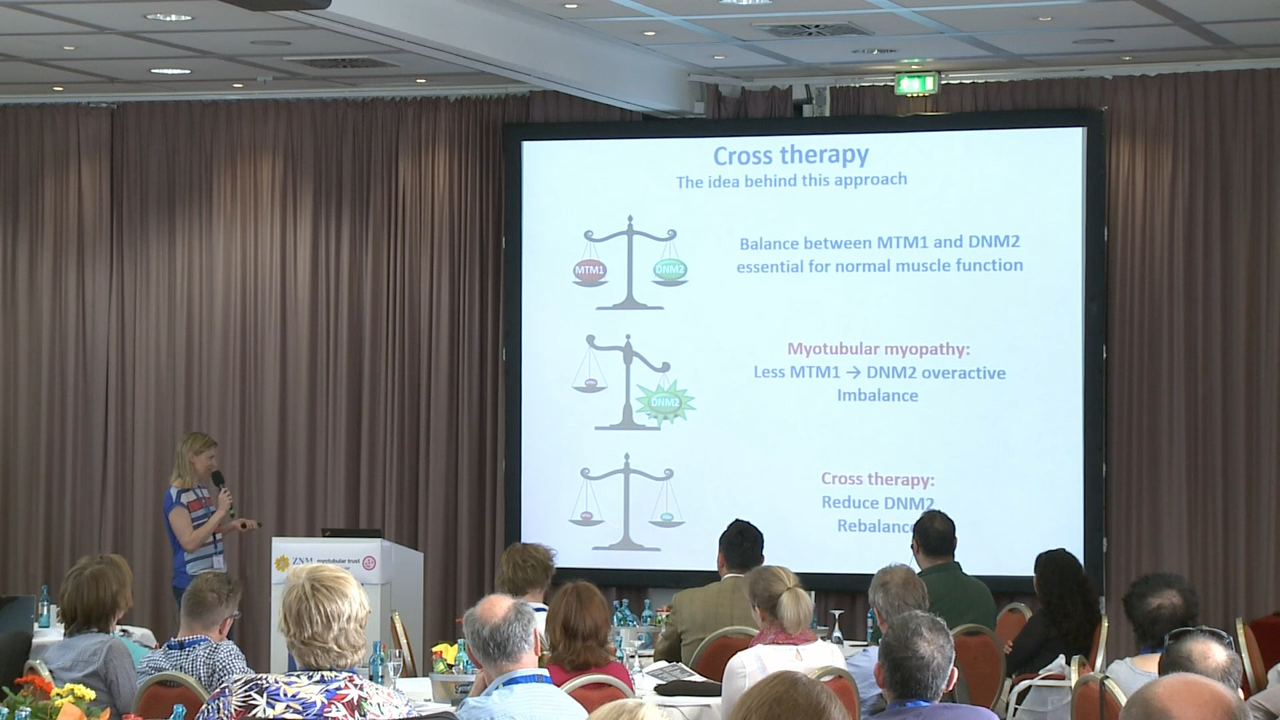 Cross therapy
The idea behind this approach
MTM1
DNM2
Balance between MTM1 and DNM2
essential for normal muscle function
DNM2
Myotubular myopathy:
Less MTM1 → DNM2 overactive
Imbalance
Cross therapy:
Reduce DNM2
Rebalance
ZNM
myotubular trust